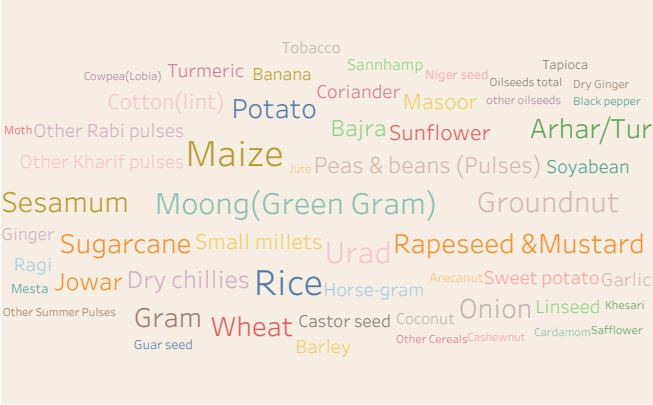 Tobacco
Sannhamp
Tapioca
Cowpea(Lobia)
Turmeric
Banana
Niger seed
Oilseeds total
Dry Ginger
Cotton(lint)
Potato
Coriander
Masoor
other oilseeds
Black pepper
Moth
Other Rabi pulses
Bajra
Sunflower
Arhar/Tur
Other Kharif pulses
Maize
Jute
Peas & beans (Pulses)
Soyabean
Sesamum
Moong(Green Gram)
Groundnut
Ginger
Sugarcane
Small millets
Urad
Rapeseed &Mustard
Ragi
Mesta
Jowar
Dry chillies
Rice
Horse-gram
Arecanut
Sweet potato
Garlic
Other Summer Pulses
Gram
Wheat
Castor seed
Coconut
Onion
Linseed
Khesari
Guar seed
Barley
Other Cereals
Cashewnut
Cardamom
Safflower